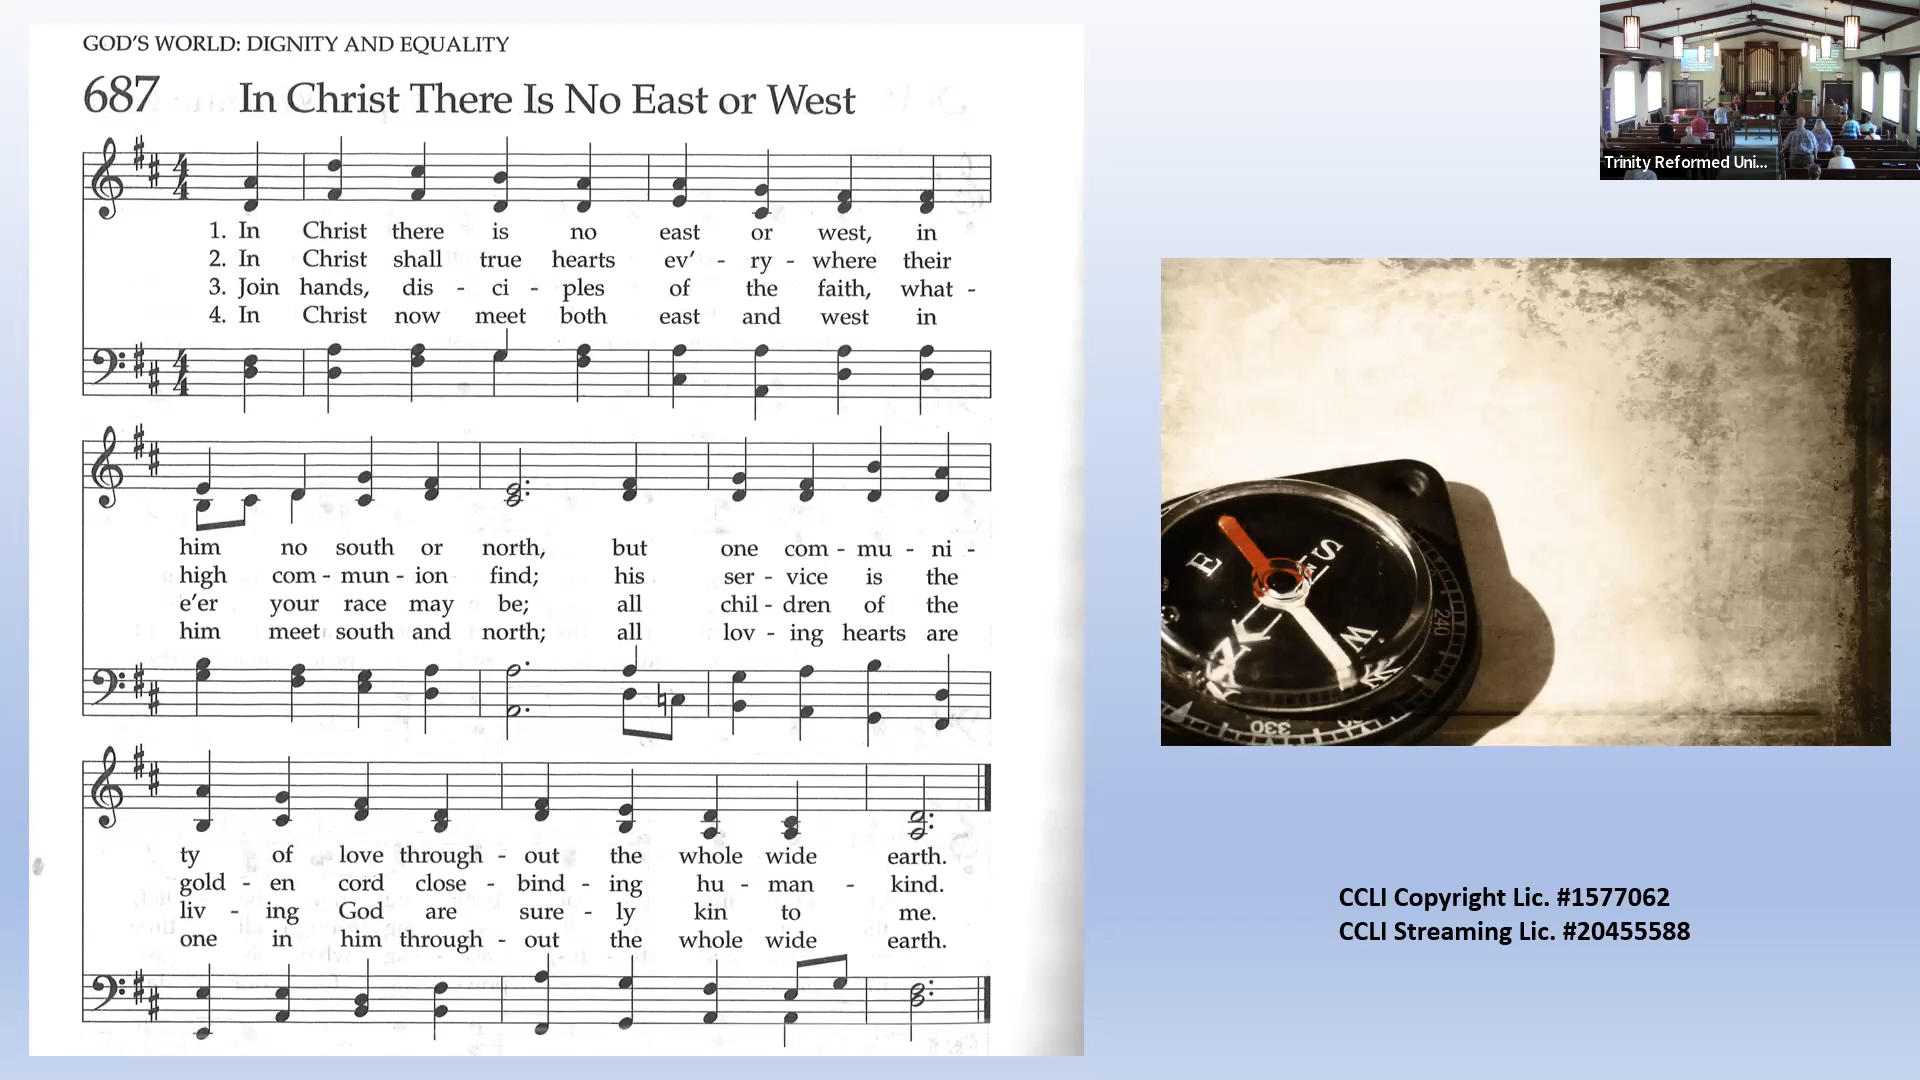 GOD'S WORLD: DIGNITY AND EQUALITY
687 In Christ There Is No East or West
1. In Christ there is no east or west, in
2. In Christ shall true hearts ev' - ry - where their
3. Join hands, dis - ci - ples of the faith, what -
4. In Christ now meet both east and west in
him no south or north, but one com - mu - ni -
high com - mun - ion find; his ser - vice is the
e'er your race may be; all chil - dren of the
him meet south and north; all lov - ing hearts are
ty of love through - out the whole wide earth.
gold - en cord close - bind - ing hu - man - kind.
liv - ing God are sure - ly kin to me.
one in him through - out the whole wide earth.
Trinity Reformed Uni...
E
S
W
240
330
CCLI Copyright Lic. #1577062
CCLI Streaming Lic. #20455588